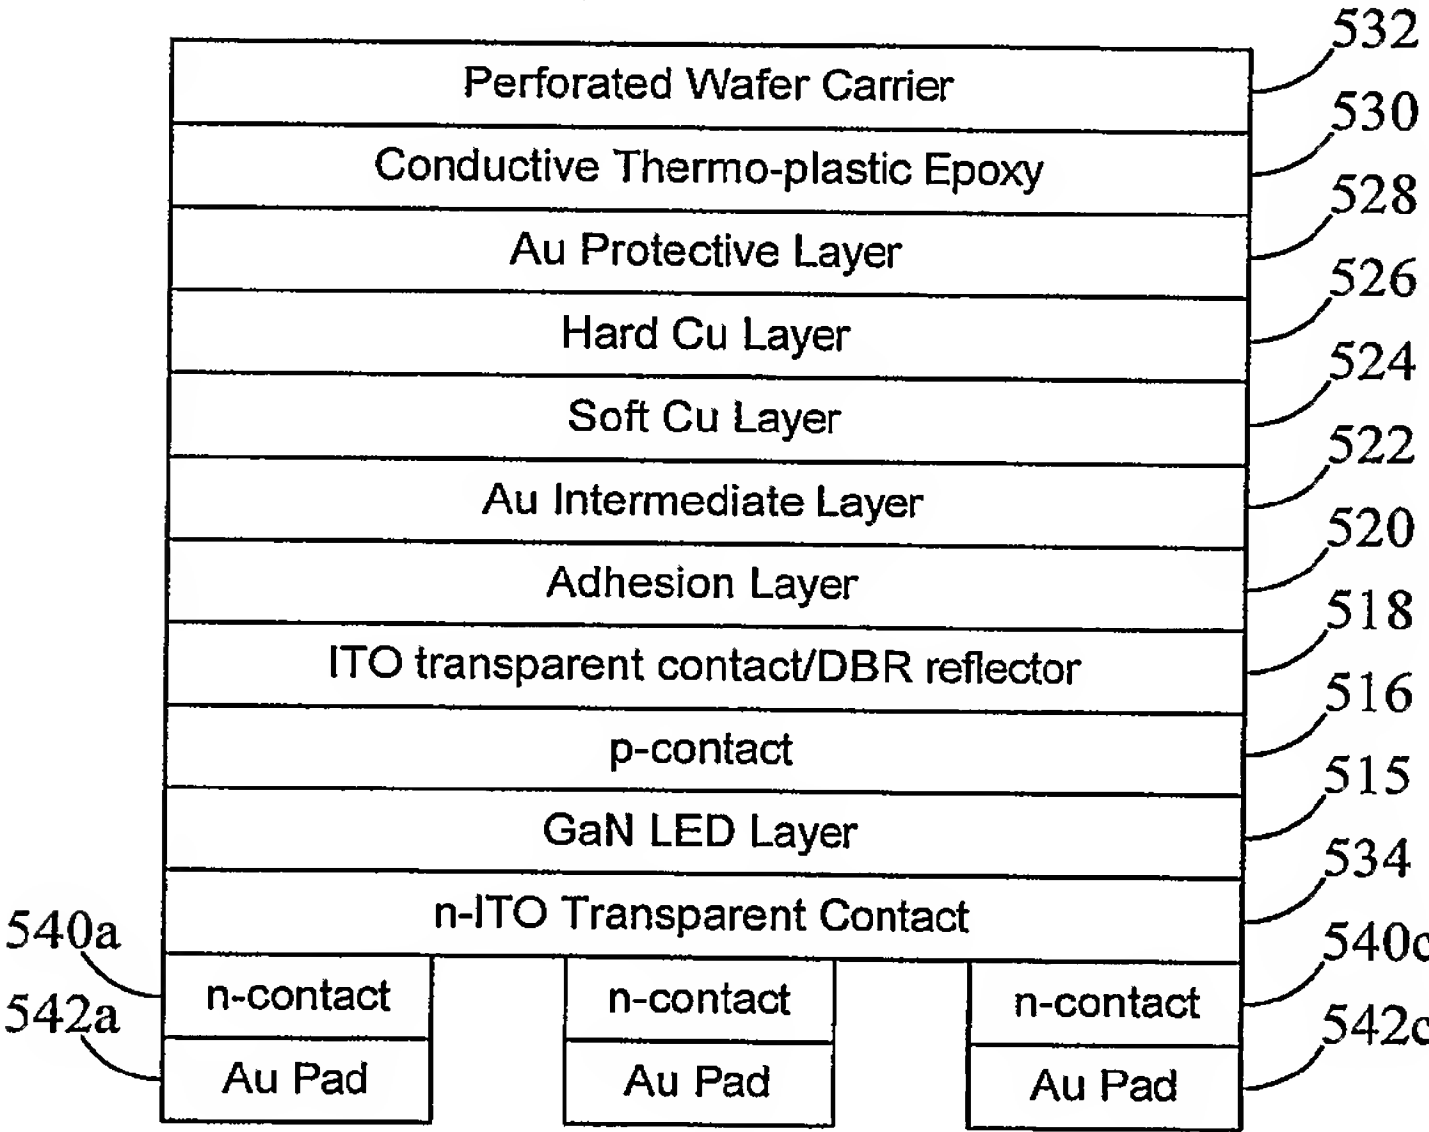 532
Perforated Wafer Carrier
530
Conductive Thermo-plastic Epoxy
528
Au Protective Layer
526
Hard Cu Layer
524
Soft Cu Layer
522
Au Intermediate Layer
520
Adhesion Layer
518
ITO transparent contact/DBR reflector
516
p-contact
515
GaN LED Layer
534
n-ITO Transparent Contact
540a
540c
n-contact n-contact n-contact
542a
542c
Au Pad Au Pad Au Pad